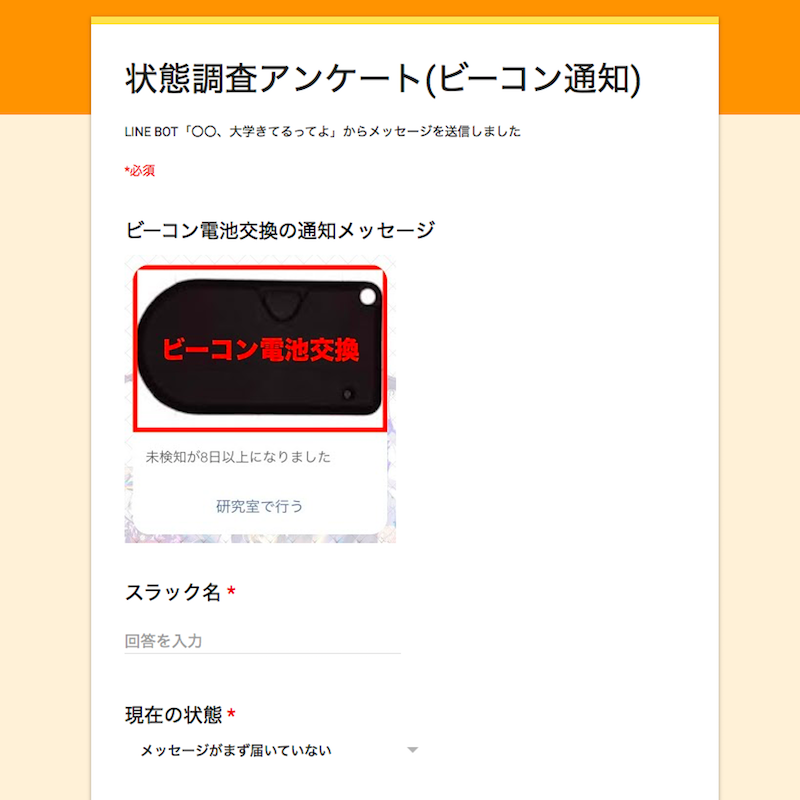 状態調査アンケート(ビーコン通知)
LINE BOT「〇〇、大学きてるってよ」からメッセージを送信しました
*必須
ビーコン電池交換の通知メッセージ
ビーコン電池交換
未検知が8日以上になりました
研究室で行う
スラック名 *
回答を入力
現在の状態 *
メッセージがまず届いていない